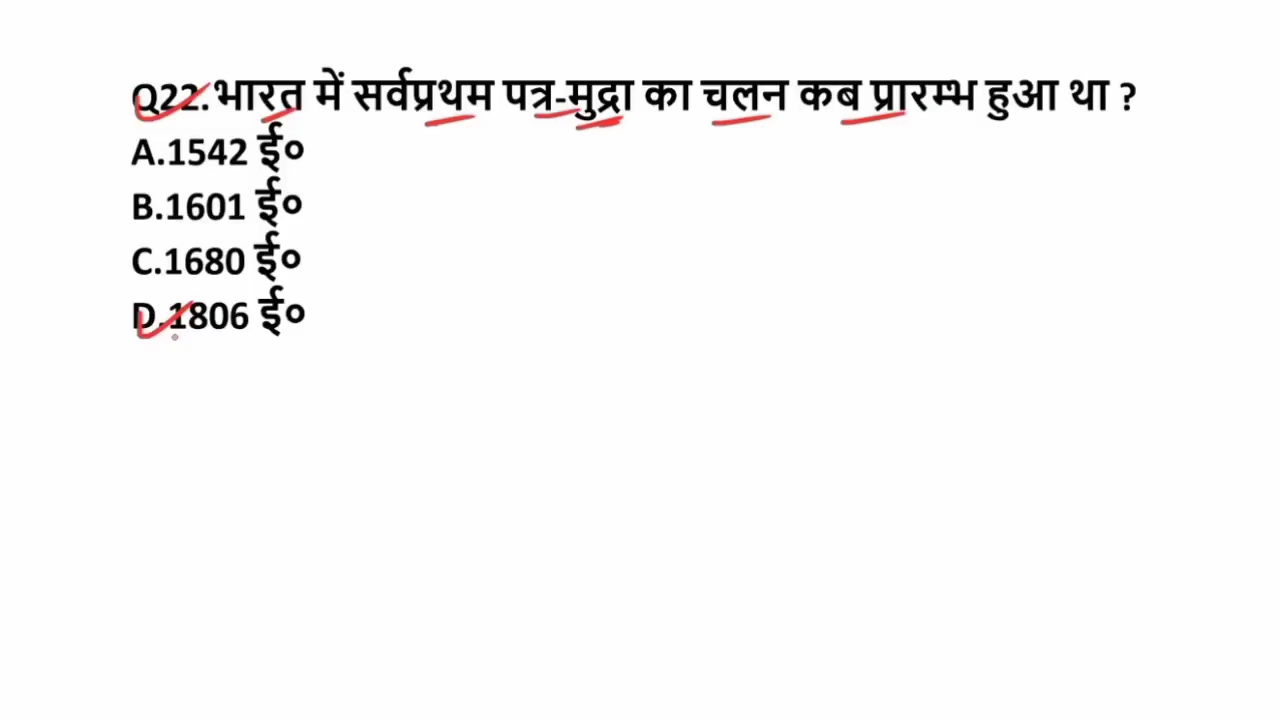 Q22.भारत में सर्वप्रथम पत्र-मुद्रा का चलन कब प्रारम्भ हुआ था ?
A.1542 ई०
B.1601 ई०
C.1680 ई०
D.1806 ई०